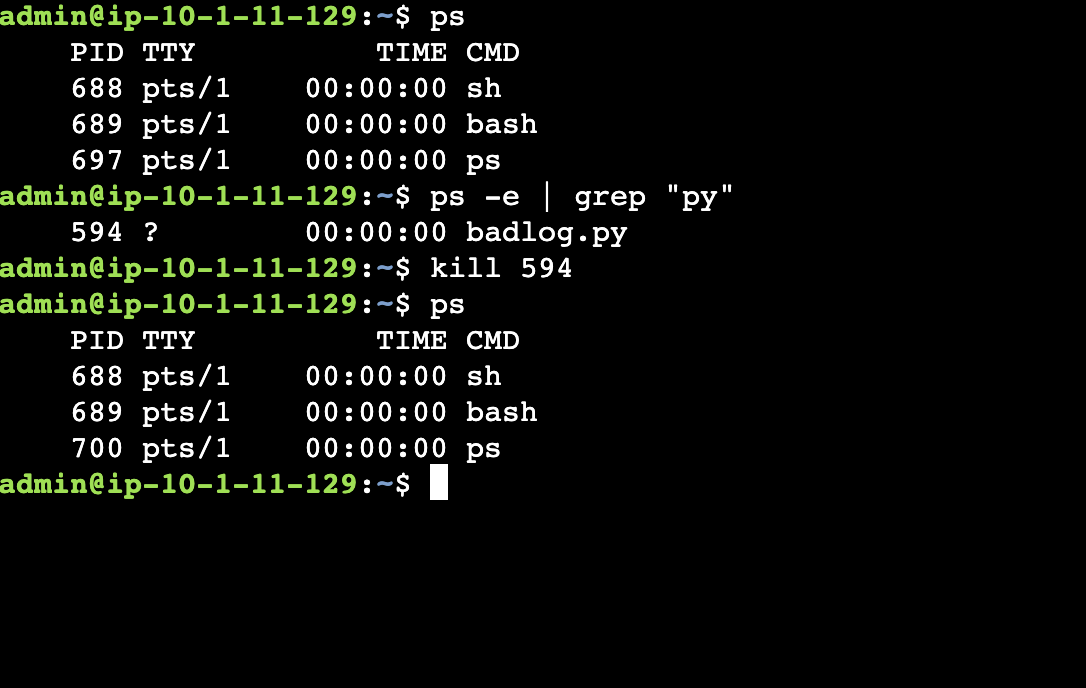 admin@ip-10-1-11-129:~$ ps
    PID TTY          TIME CMD
    688 pts/1    00:00:00 sh
    689 pts/1    00:00:00 bash
    697 pts/1    00:00:00 ps
admin@ip-10-1-11-129:~$ ps -e | grep "py"
    594 ?        00:00:00 badlog.py
admin@ip-10-1-11-129:~$ kill 594
admin@ip-10-1-11-129:~$ ps
    PID TTY          TIME CMD
    688 pts/1    00:00:00 sh
    689 pts/1    00:00:00 bash
    700 pts/1    00:00:00 ps
admin@ip-10-1-11-129:~$